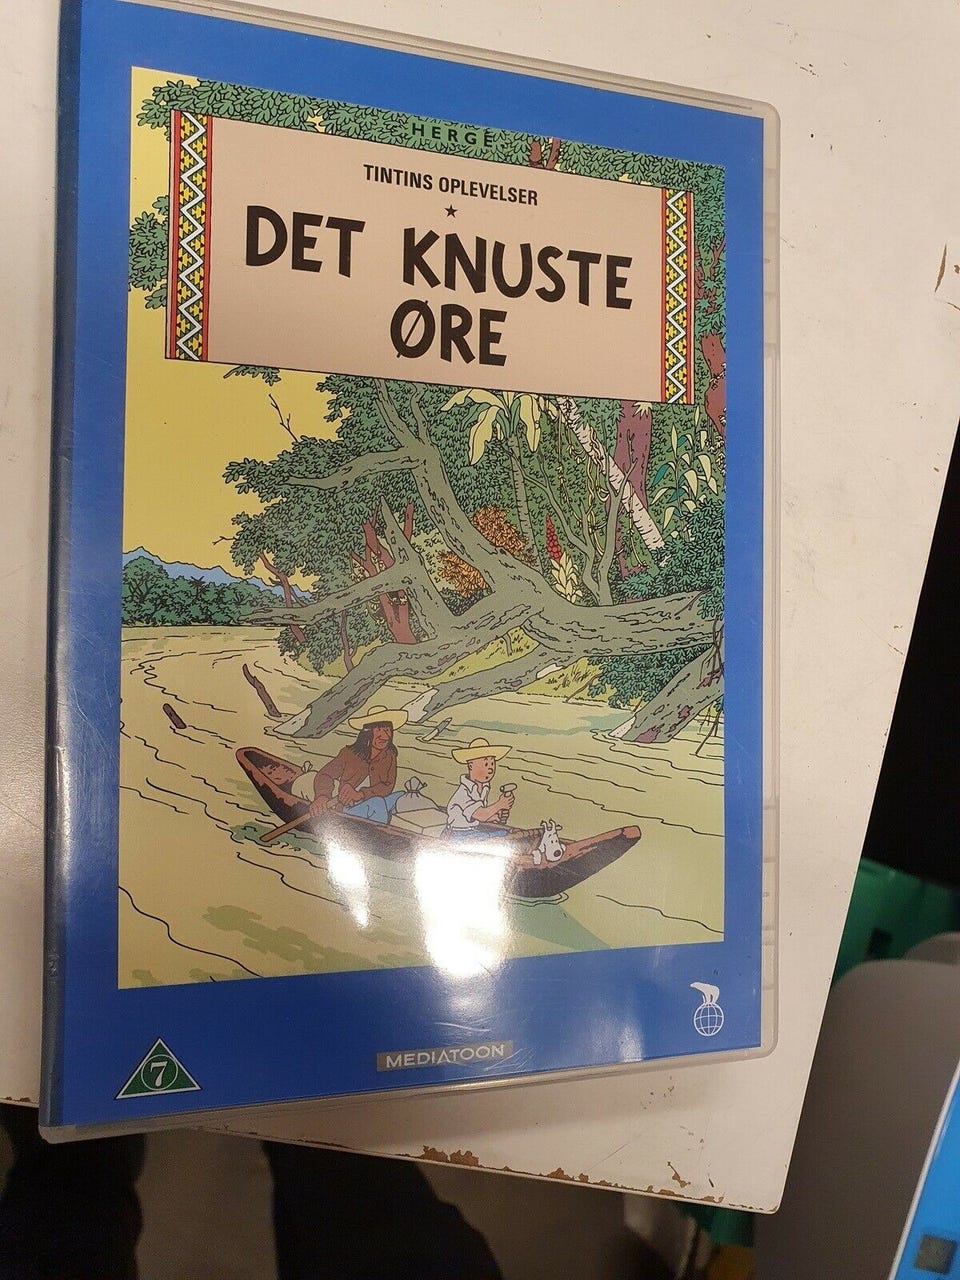 HERGÉ
TINTINS OPLEVELSER
DET KNUSTE
ØRE
7
MEDIATOON